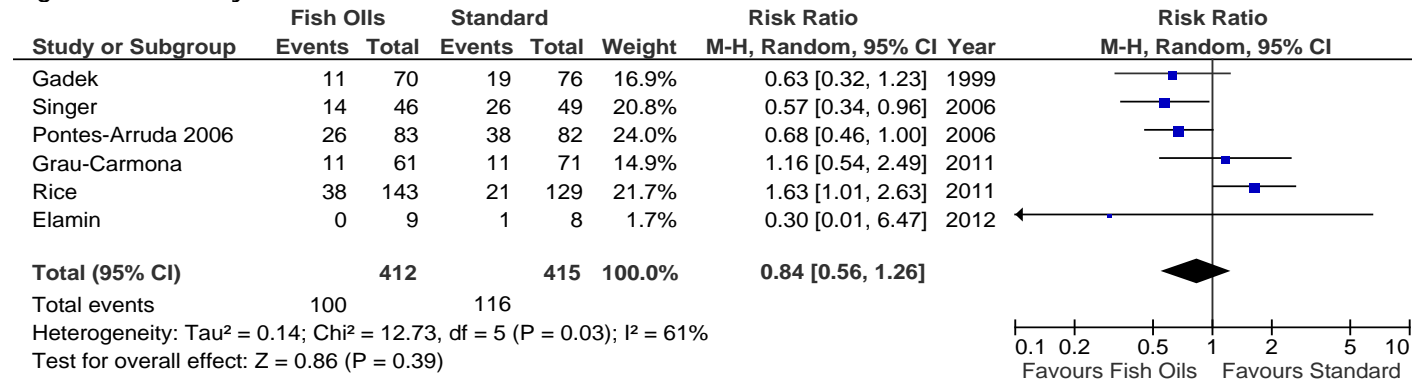 Fish Olls Standard Risk Ratio Risk Ratio
Study or Subgroup Events Total Events Total Weight M-H, Random, 95% CI Year M-H, Random, 95% CI
Gadek 11 70 19 76 16.9% 0.63 [0.32, 1.23] 1999
Singer 14 46 26 49 20.8% 0.57 [0.34, 0.96] 2006
Pontes-Arruda 2006 26 83 38 82 24.0% 0.68 [0.46, 1.00] 2006
Grau-Carmona 11 61 11 71 14.9% 1.16 [0.54, 2.49] 2011
Rice 38 143 21 129 21.7% 1.63 [1.01, 2.63] 2011
Elamin 0 9 1 8 1.7% 0.30 [0.01, 6.47] 2012
Total (95% CI) 412 415 100.0% 0.84 [0.56, 1.26]
Total events 100 116
Heterogeneity: Tau² = 0.14; Chi² = 12.73, df = 5 (P = 0.03); I² = 61%
Test for overall effect: Z = 0.86 (P = 0.39)
0.1 0.2 0.5 1 2 5 10
Favours Fish Oils Favours Standard